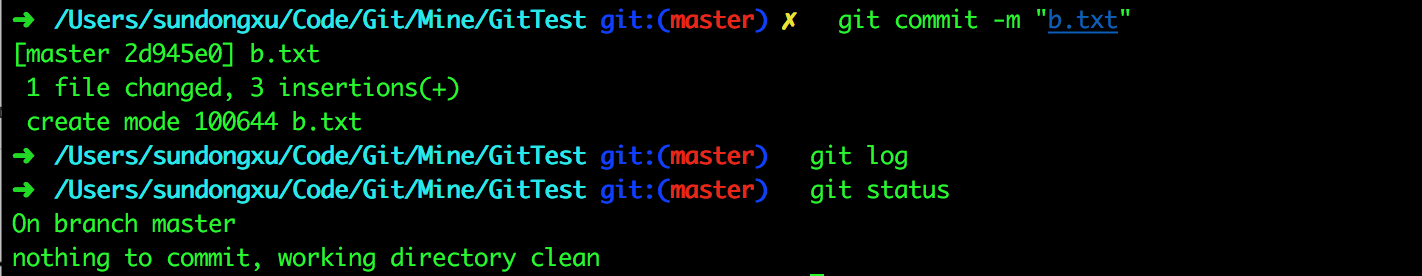 ➜ /Users/sundongxu/Code/Git/Mine/GitTest git:(master) ✗ git commit -m "b.txt"
[master 2d945e0] b.txt
1 file changed, 3 insertions(+)
create mode 100644 b.txt
➜ /Users/sundongxu/Code/Git/Mine/GitTest git:(master) git log
➜ /Users/sundongxu/Code/Git/Mine/GitTest git:(master) git status
On branch master
nothing to commit, working directory clean